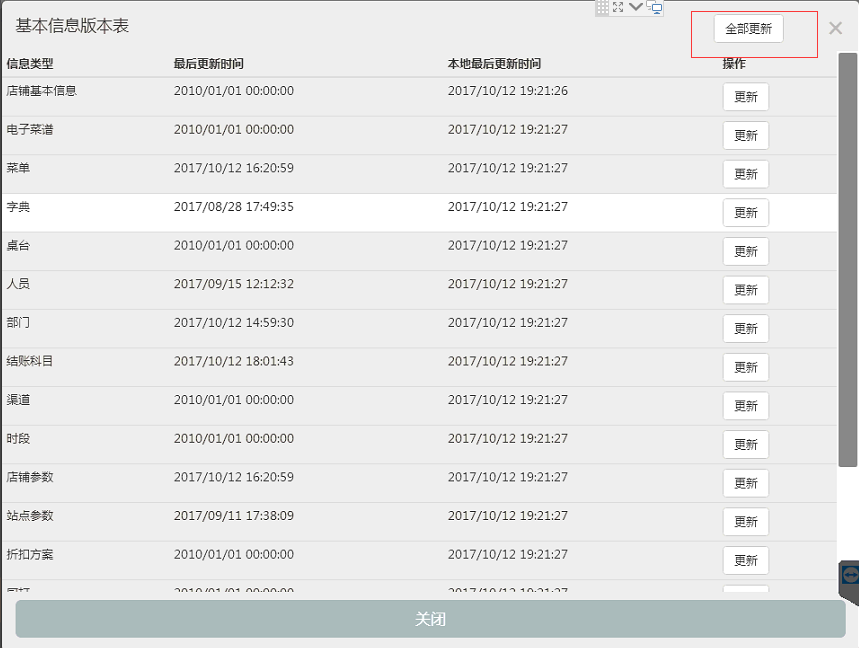 基本信息版本表
全部更新
信息类型 最后更新时间 本地最后更新时间 操作
店铺基本信息 2010/01/01 00:00:00 2017/10/12 19:21:26 更新
电子菜谱 2010/01/01 00:00:00 2017/10/12 19:21:27 更新
菜单 2017/10/12 16:20:59 2017/10/12 19:21:27 更新
字典 2017/08/28 17:49:35 2017/10/12 19:21:27 更新
桌台 2010/01/01 00:00:00 2017/10/12 19:21:27 更新
人员 2017/09/15 12:12:32 2017/10/12 19:21:27 更新
部门 2017/10/12 14:59:30 2017/10/12 19:21:27 更新
结账科目 2017/10/12 18:01:43 2017/10/12 19:21:27 更新
渠道 2010/01/01 00:00:00 2017/10/12 19:21:27 更新
时段 2010/01/01 00:00:00 2017/10/12 19:21:27 更新
店铺参数 2017/10/12 16:20:59 2017/10/12 19:21:27 更新
站点参数 2017/09/11 17:38:09 2017/10/12 19:21:27 更新
折扣方案 2010/01/01 00:00:00 2017/10/12 19:21:27 更新
2010/01/01 00:00:00 2017/10/12 19:21:27
关闭